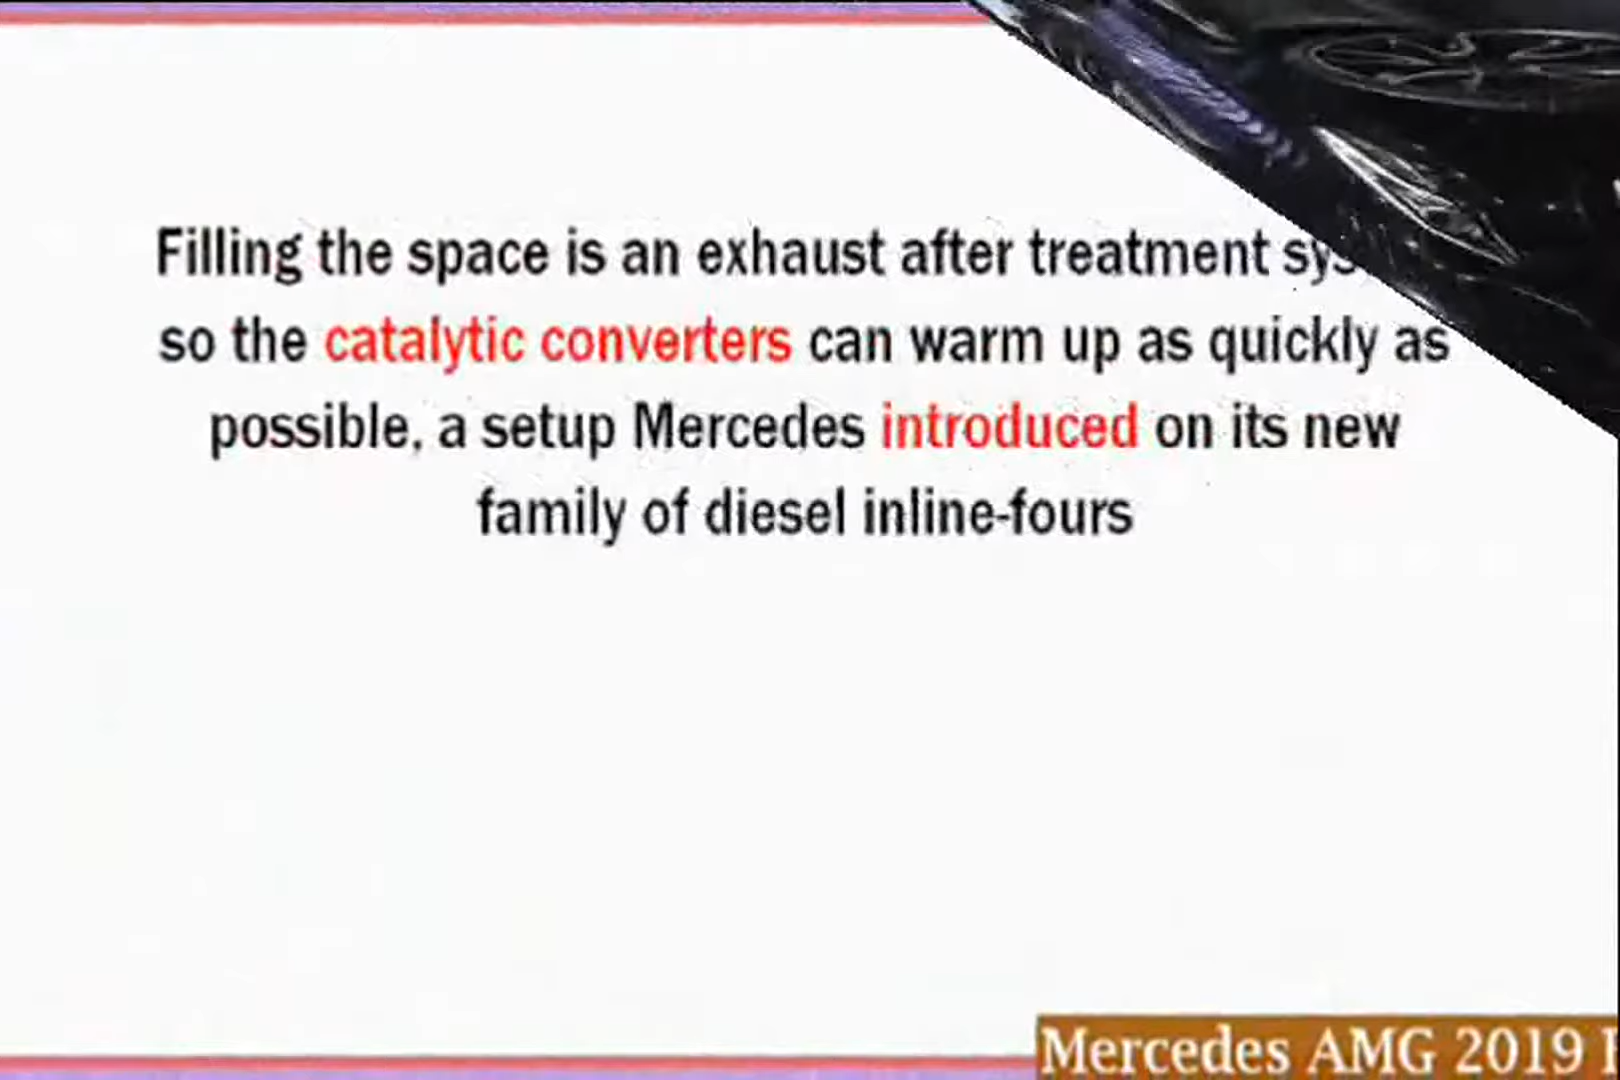 Filling the space is an exhaust after treatment
so the catalytic converters can warm up as quickly as
possible, a setup Mercedes introduced on its new
family of diesel inline-fours
Mercedes AMG 2019